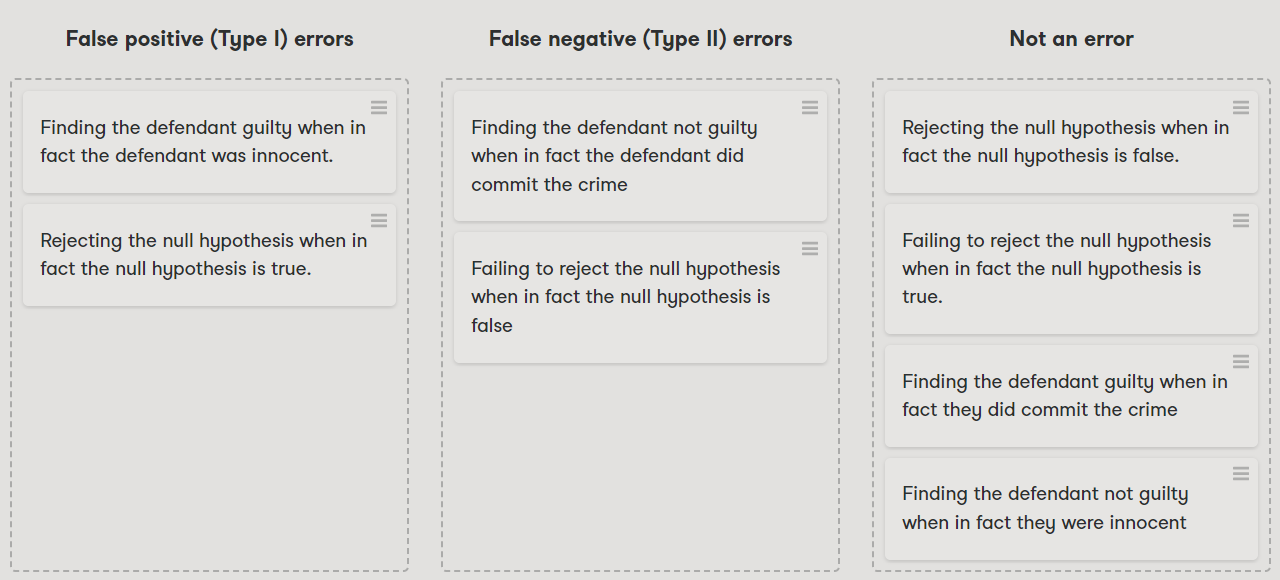 False positive (Type I) errors
Finding the defendant guilty when in
fact the defendant was innocent.
Rejecting the null hypothesis when in
fact the null hypothesis is true.
False negative (Type II) errors
Finding the defendant not guilty
when in fact the defendant did
commit the crime
Failing to reject the null hypothesis
when in fact the null hypothesis is
false
Not an error
Rejecting the null hypothesis when in
fact the null hypothesis is false.
Failing to reject the null hypothesis
when in fact the null hypothesis is
true.
Finding the defendant guilty when in
fact they did commit the crime
Finding the defendant not guilty
when in fact they were innocent